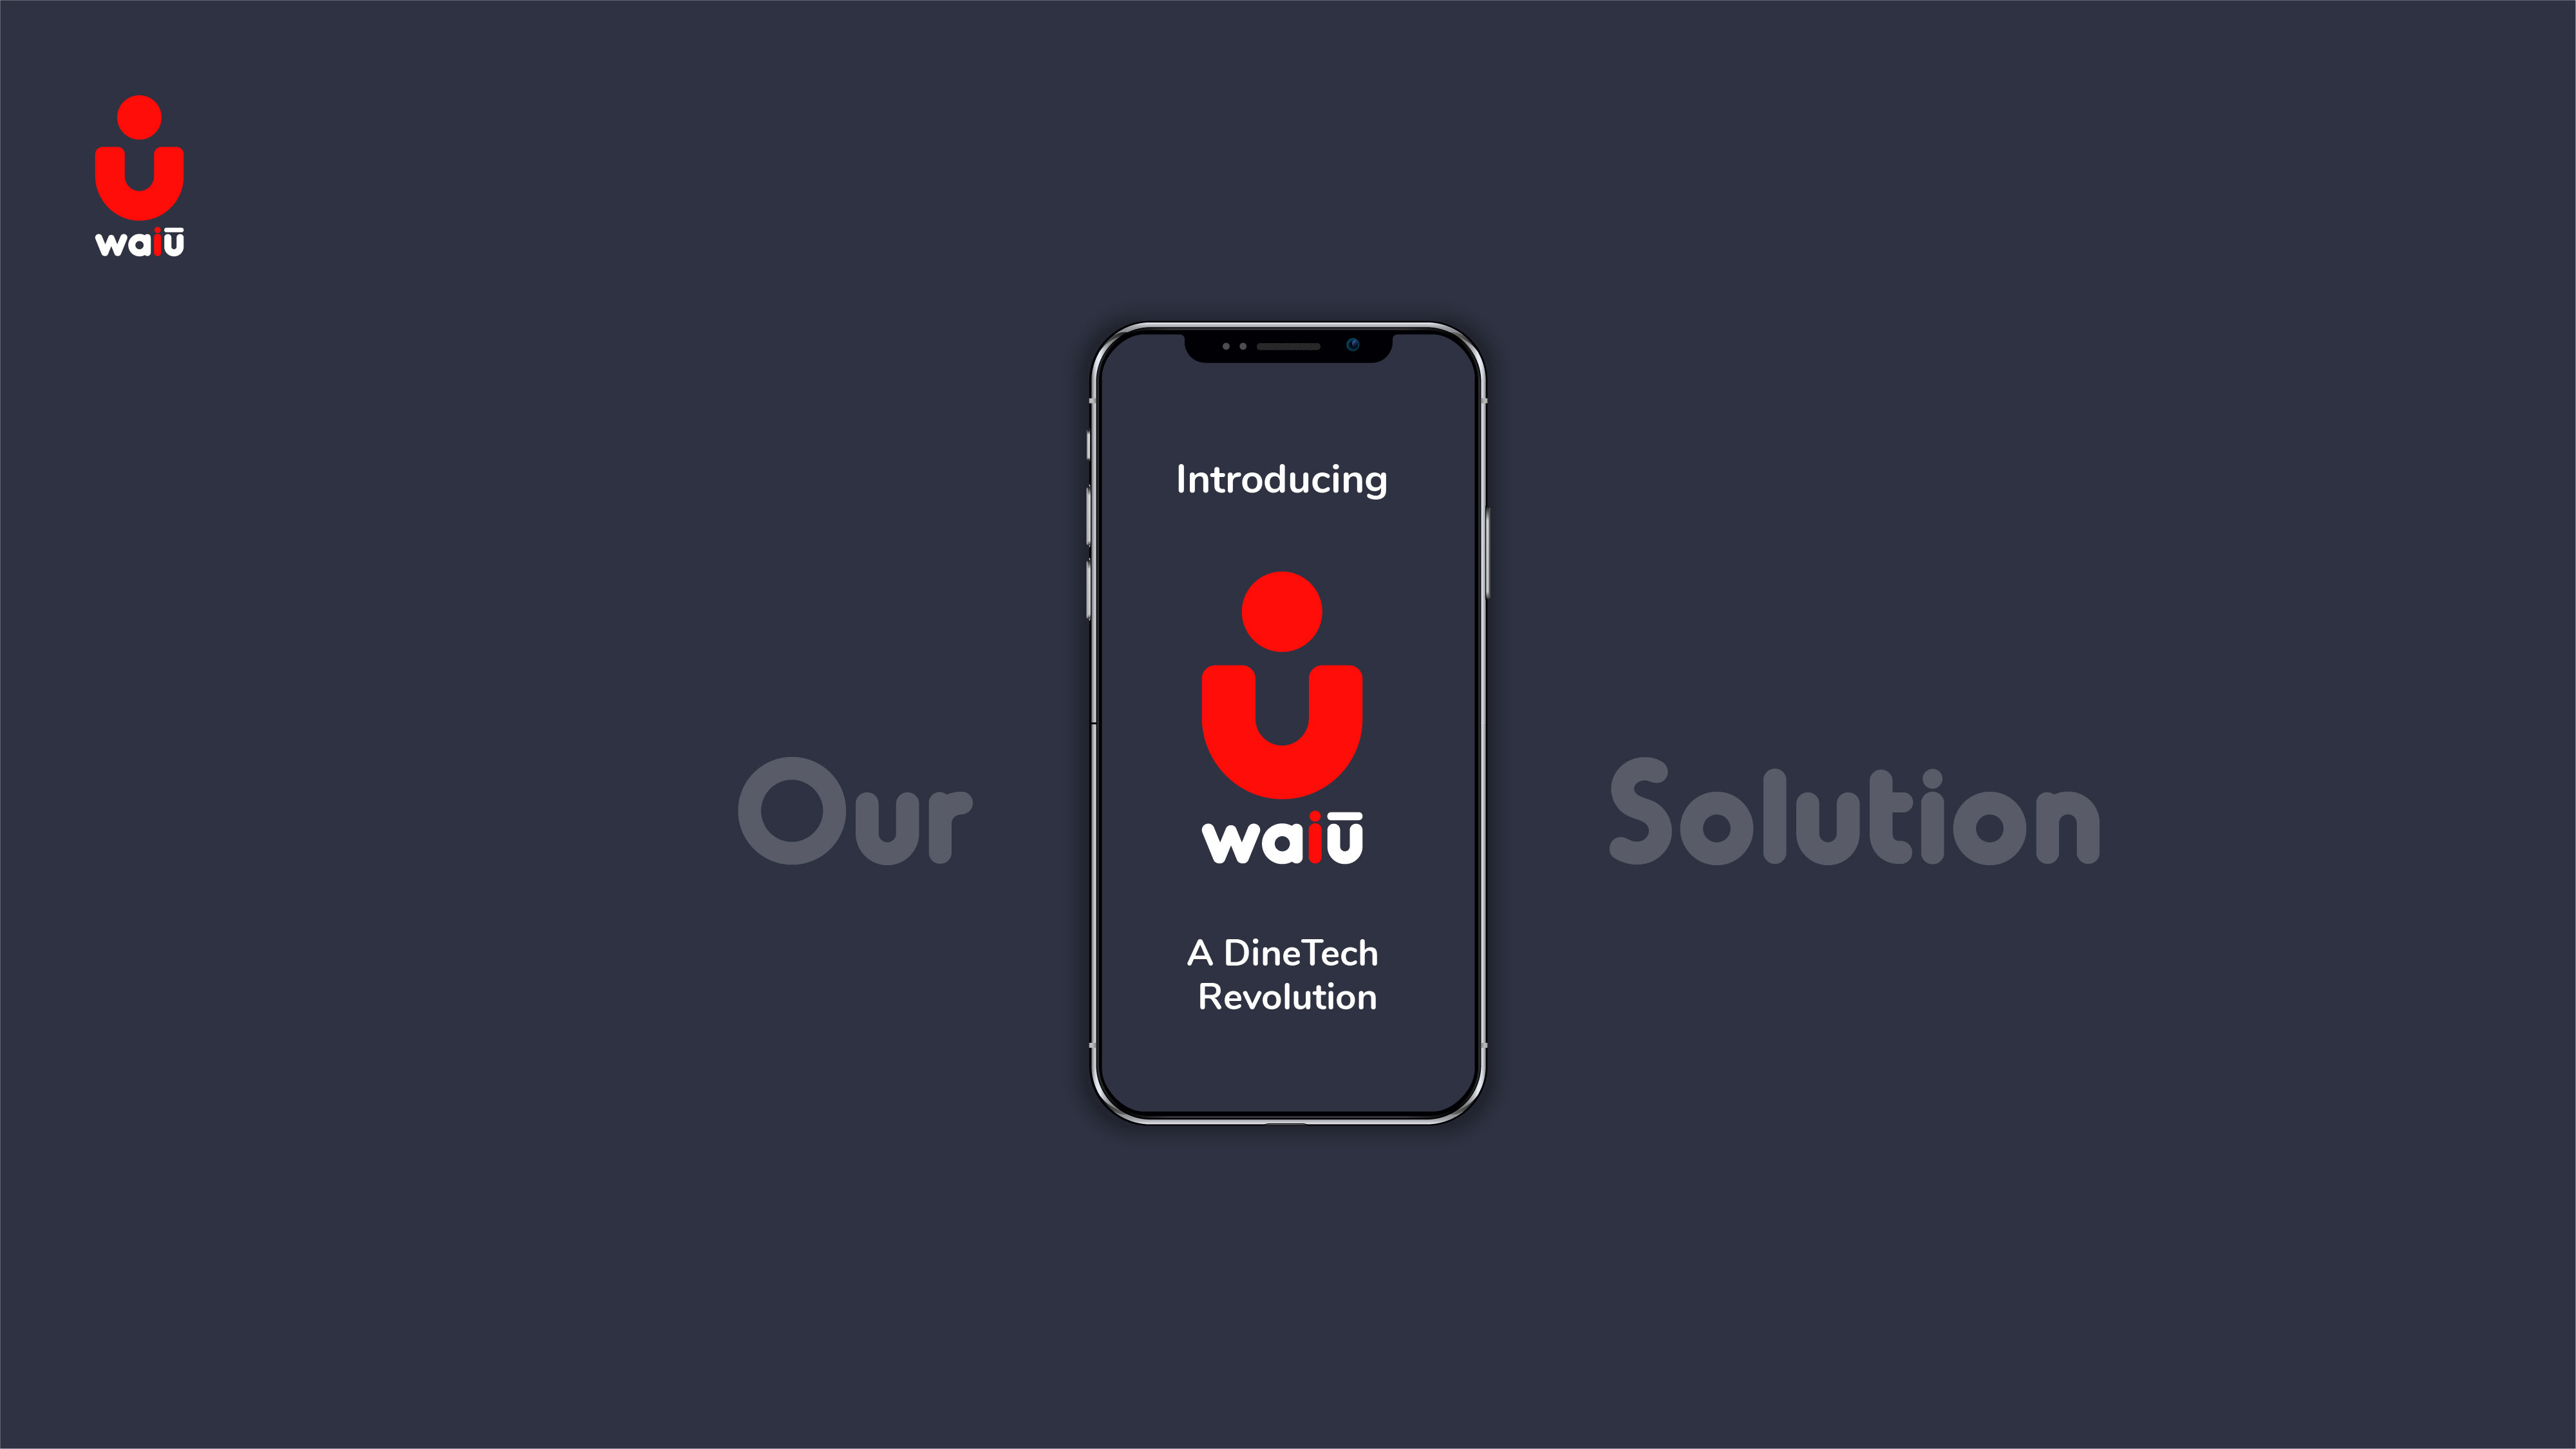 waiū
Introducing
waiū
Our Solution
A DineTech
Revolution